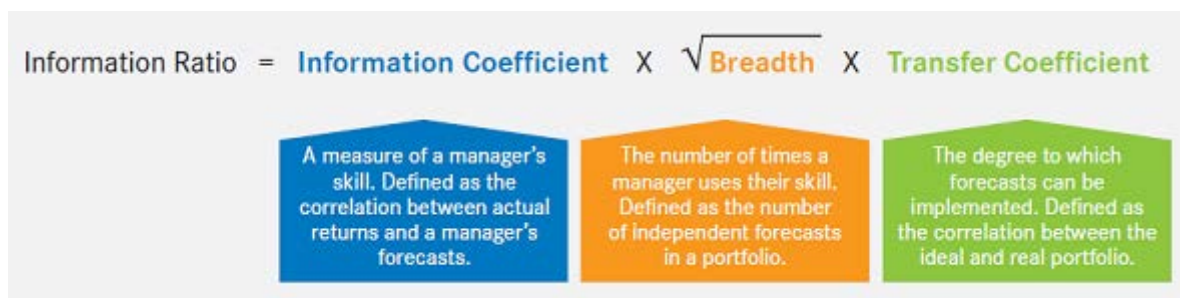 Information Ratio = Information Coefficient X √Breadth X Transfer Coefficient
A measure of a manager's
skill. Defined as the
correlation between actual
returns and a manager's
forecasts.
The number of times a
manager uses their skill.
Defined as the number
of independent forecasts
in a portfolio.
The degree to which
forecasts can be
implemented. Defined as
the correlation between the
ideal and real portfolio.